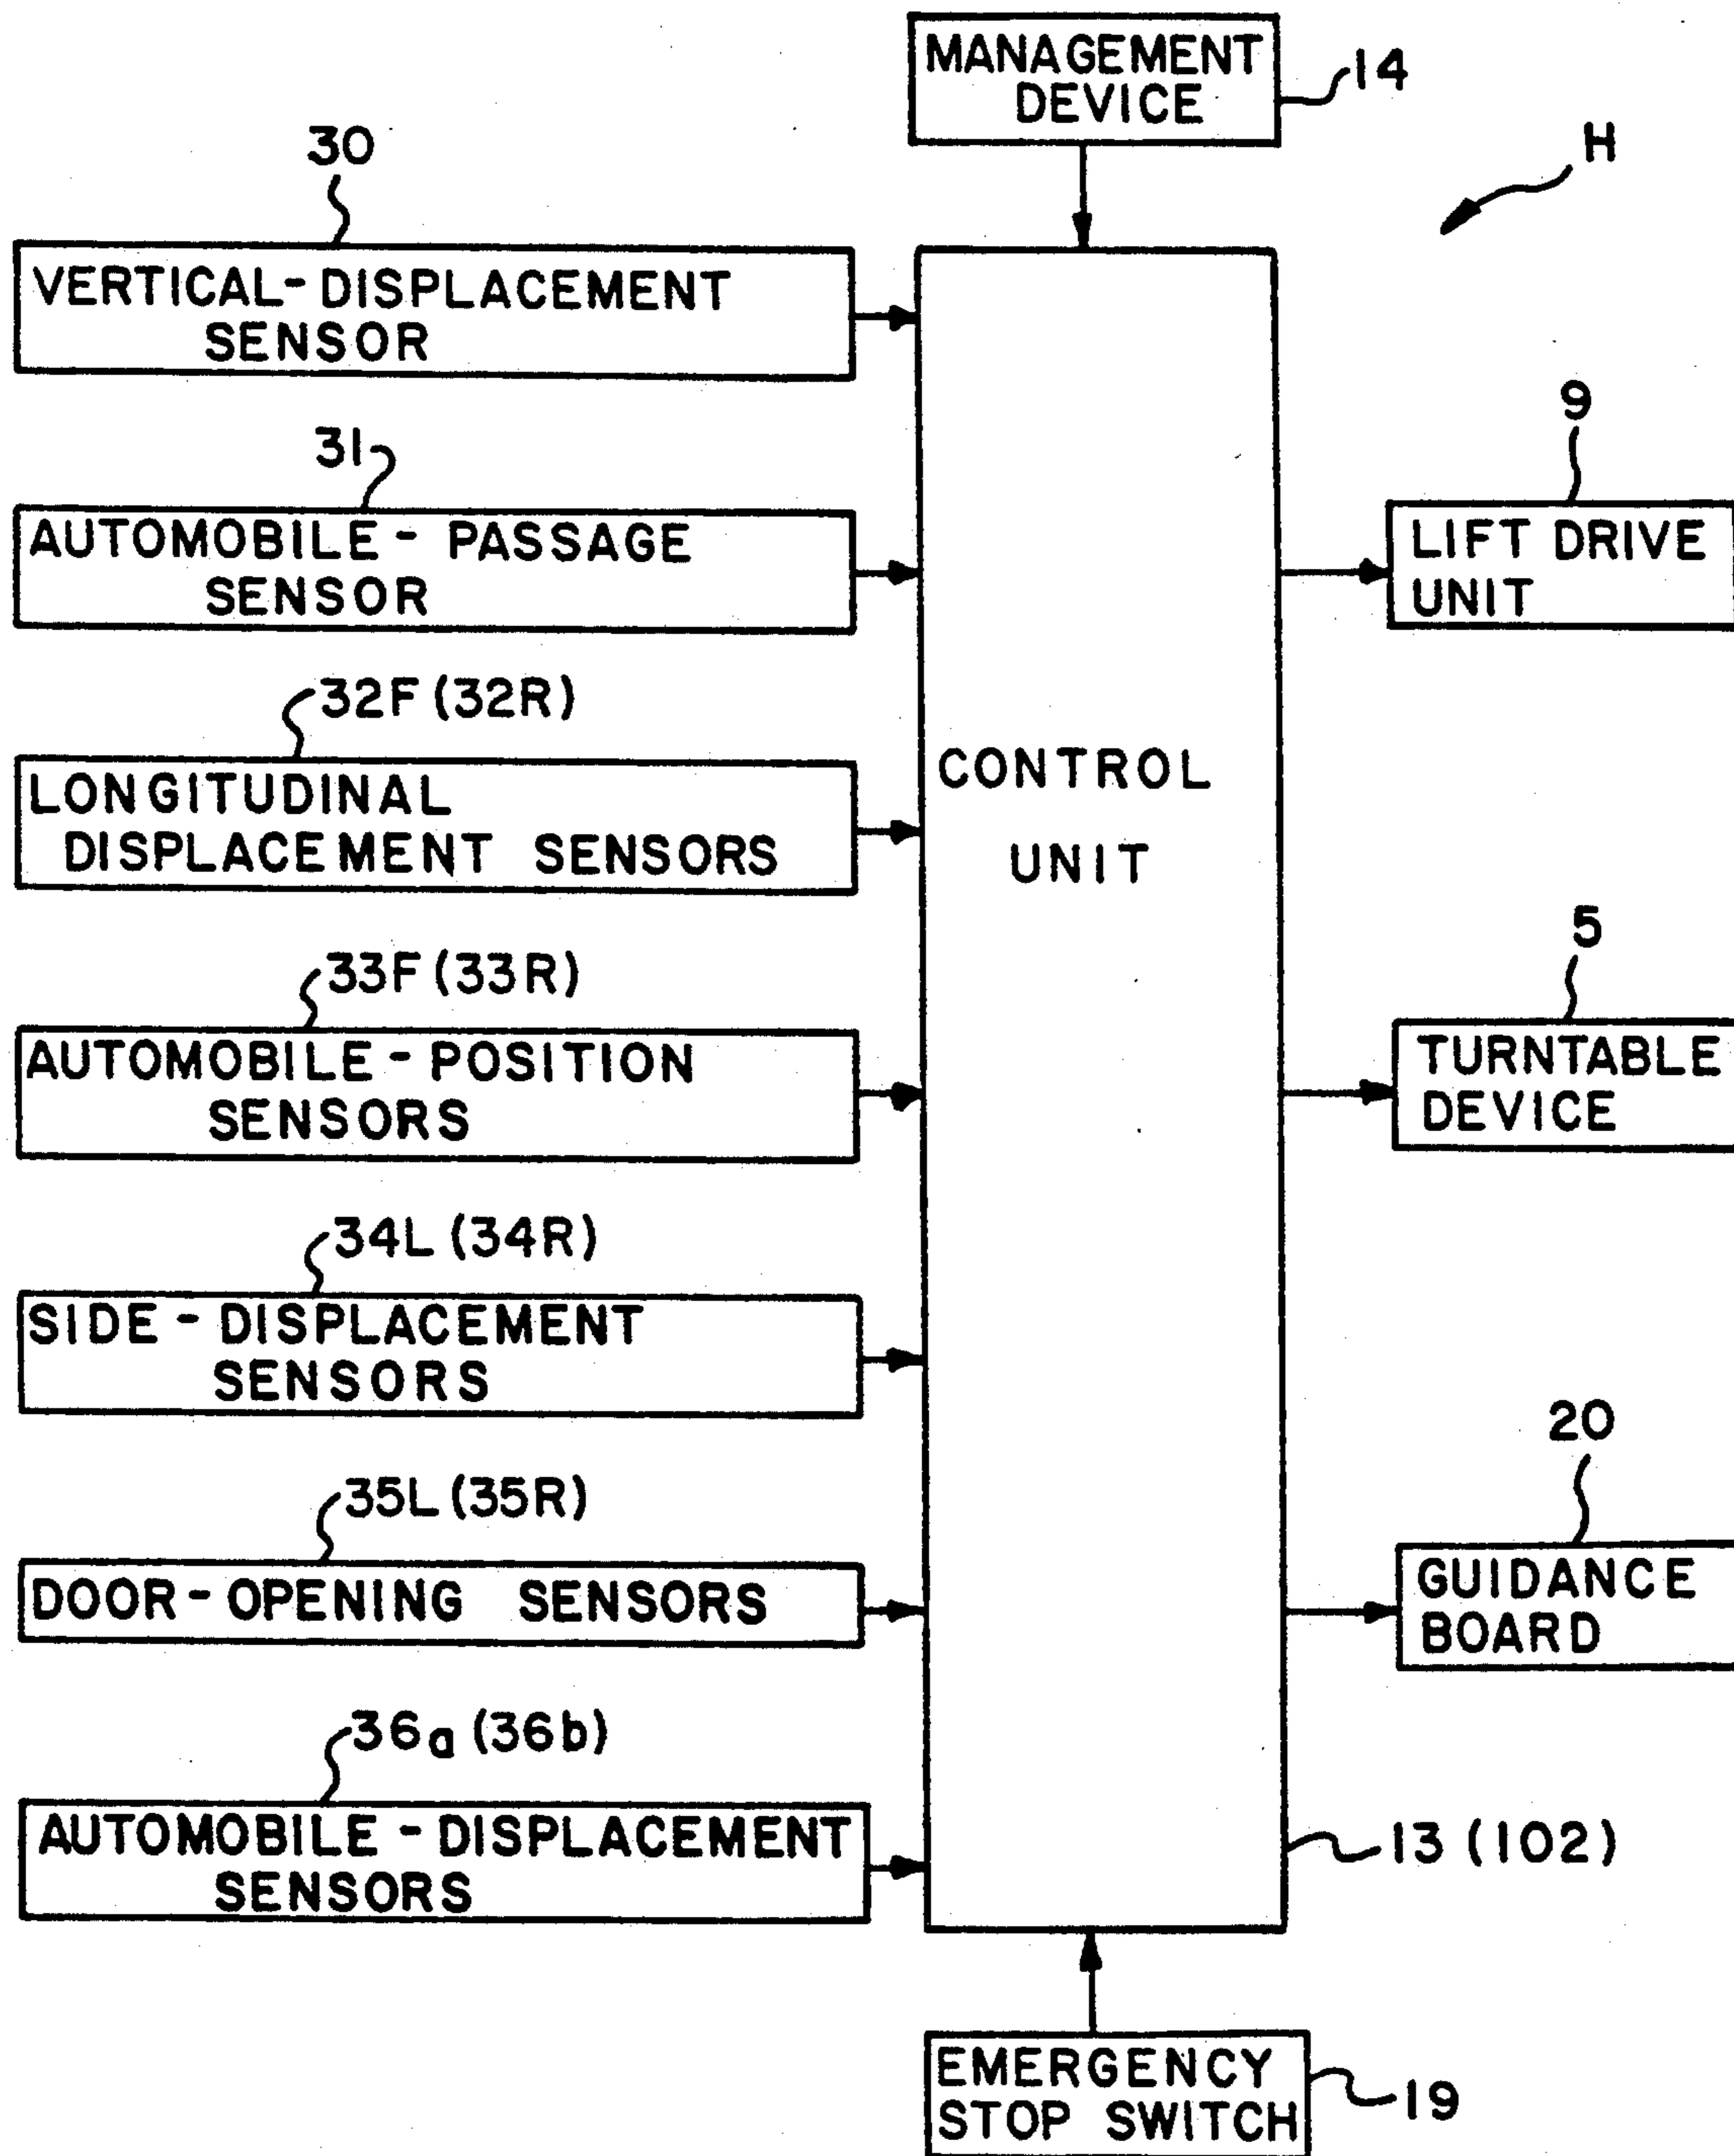 MANAGEMENT
DEVICE
14
H
30
VERTICAL-DISPLACEMENT
SENSOR
31
AUTOMOBILE-PASSAGE
SENSOR
32F (32R)
LONGITUDINAL
DISPLACEMENT SENSORS
33F (33R)
AUTOMOBILE-POSITION
SENSORS
34L (34R)
SIDE-DISPLACEMENT
SENSORS
35L (35R)
DOOR-OPENING SENSORS
36a (36b)
AUTOMOBILE-DISPLACEMENT
SENSORS
CONTROL
UNIT
9
LIFT DRIVE
UNIT
5
TURNTABLE
DEVICE
20
GUIDANCE
BOARD
13 (102)
EMERGENCY
STOP SWITCH
19